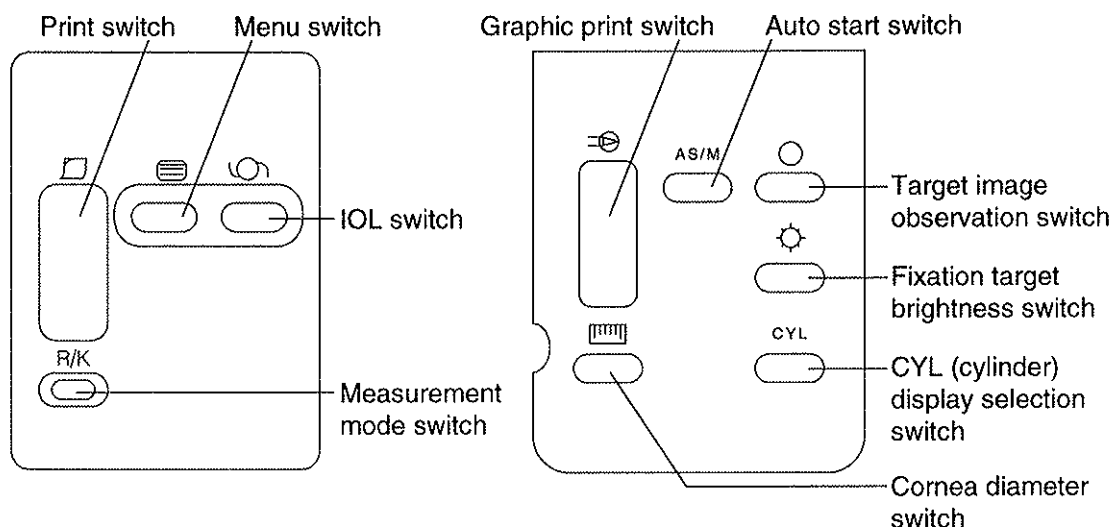 Print switch
Menu switch
IOL switch
R/K
Measurement
mode switch
Graphic print switch
Auto start switch
AS/M
Target image
observation switch
Fixation target
brightness switch
CYL
CYL (cylinder)
display selection
switch
Cornea diameter
switch